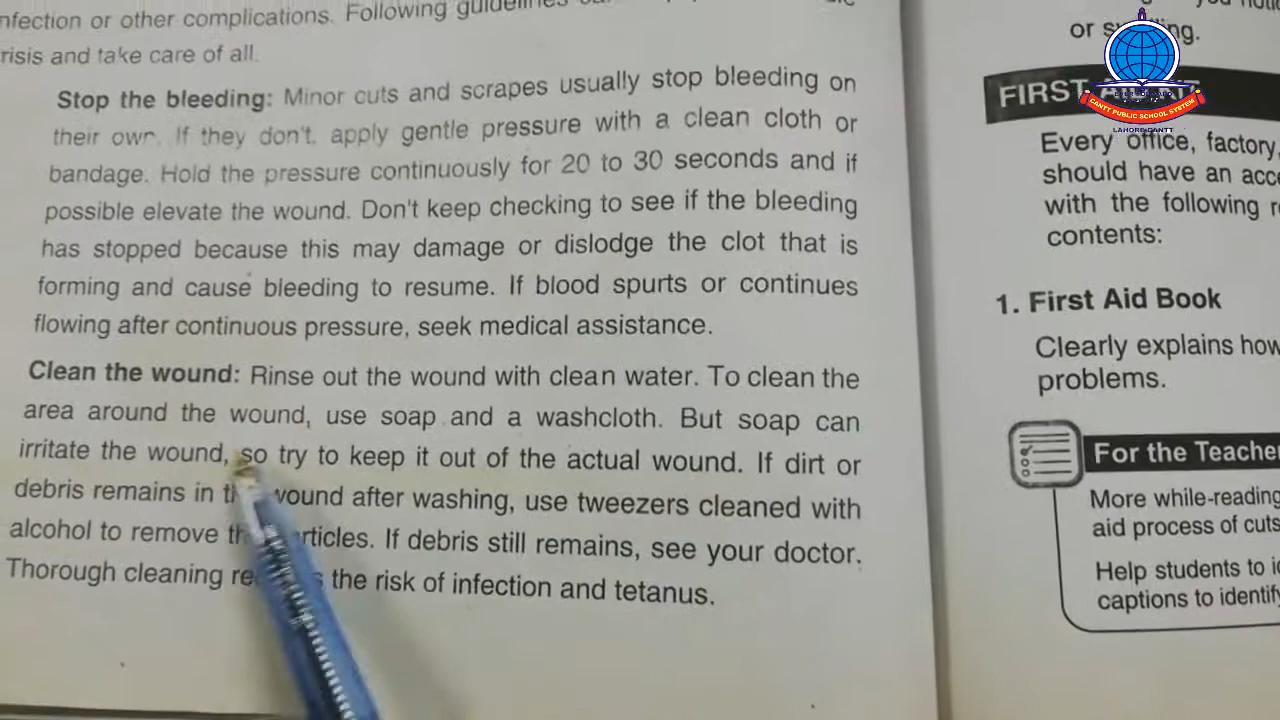 nfection or other complications. Following guidelines
risis and take care of all.
Stop the bleeding: Minor cuts and scrapes usually stop bleeding on
their own. If they don't, apply gentle pressure with a clean cloth or
bandage. Hold the pressure continuously for 20 to 30 seconds and if
possible elevate the wound. Don't keep checking to see if the bleeding
has stopped because this may damage or dislodge the clot that is
forming and cause bleeding to resume. If blood spurts or continues
flowing after continuous pressure, seek medical assistance.
Clean the wound: Rinse out the wound with clean water. To clean the
area around the wound, use soap and a washcloth. But soap can
irritate the wound, so try to keep it out of the actual wound. If dirt or
debris remains in wound after washing, use tweezers cleaned with
alcohol to remove articles. If debris still remains, see your doctor.
Thorough cleaning the risk of infection and tetanus.
or
FIRST
CANTT PUBLIC SCHOOL SYSTEM
LAHORE CANTT
Every office, factory,
should have an acce
with the following r
contents:
1. First Aid Book
Clearly explains how
problems.
For the Teacher
More while-reading
aid process of cuts
Help students to i
captions to identify